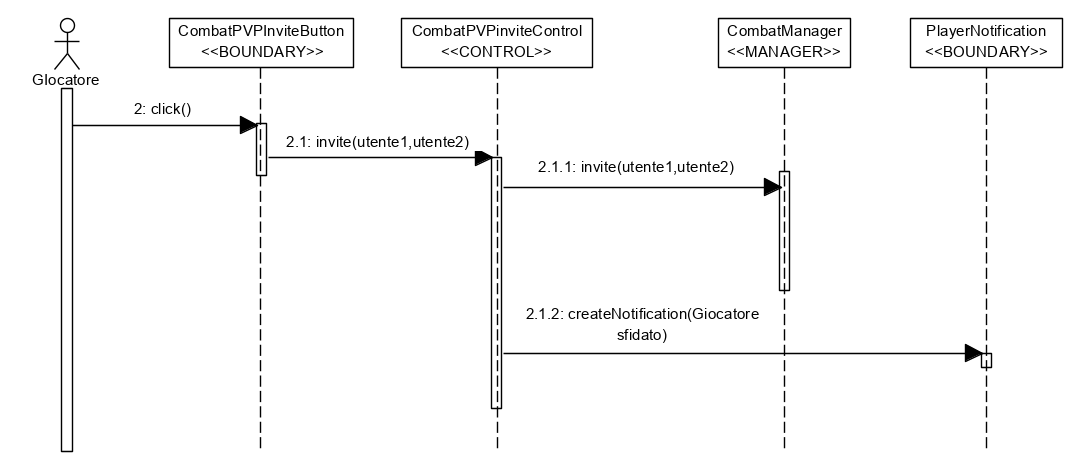 CombatPVPInviteButton
<<BOUNDARY>>
CombatPVPinviteControl
<<CONTROL>>
CombatManager
<<MANAGER>>
PlayerNotification
<<BOUNDARY>>
GIocatore
2: click()
2.1: invite(utente1,utente2)
2.1.1: invite(utente1,utente2)
2.1.2: createNotification(Giocatore
sfidato)